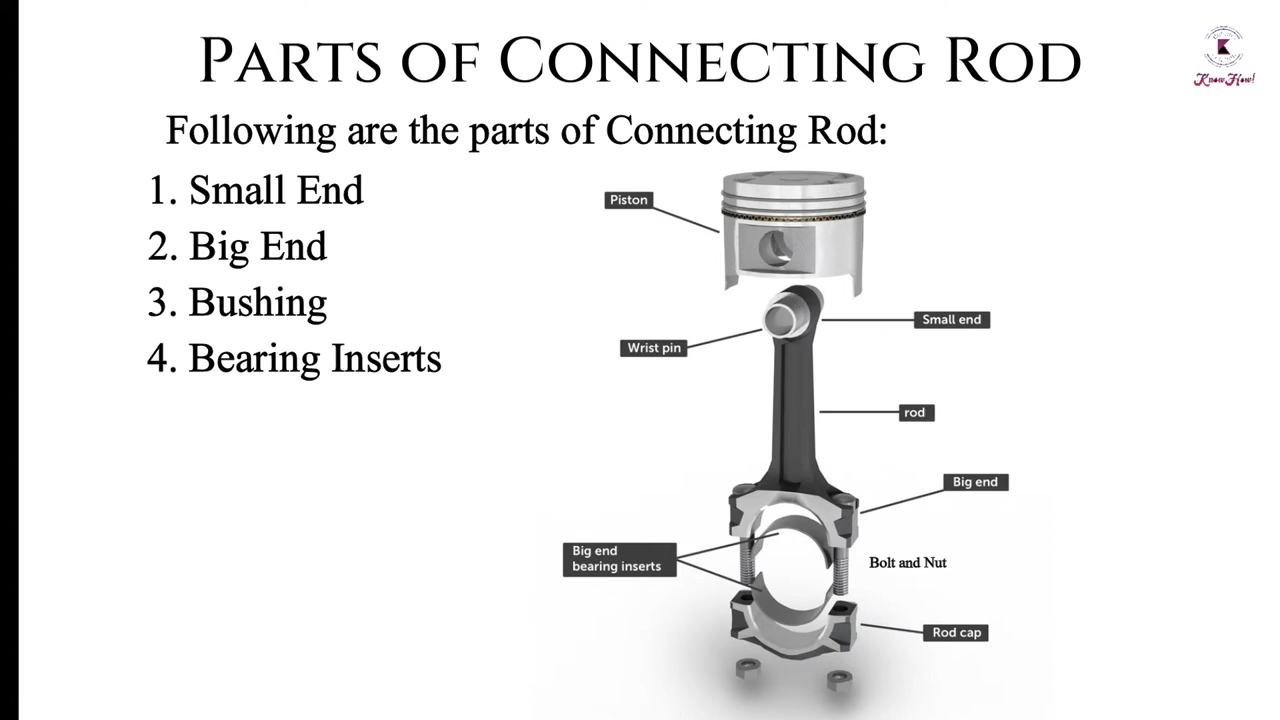 PARTS OF CONNECTING ROD
KnowHow!
Following are the parts of Connecting Rod:
1. Small End
2. Big End
3. Bushing
4. Bearing Inserts
Piston
Small end
Wrist pin
rod
Big end
Big end
bearing inserts
Bolt and Nut
Rod cap